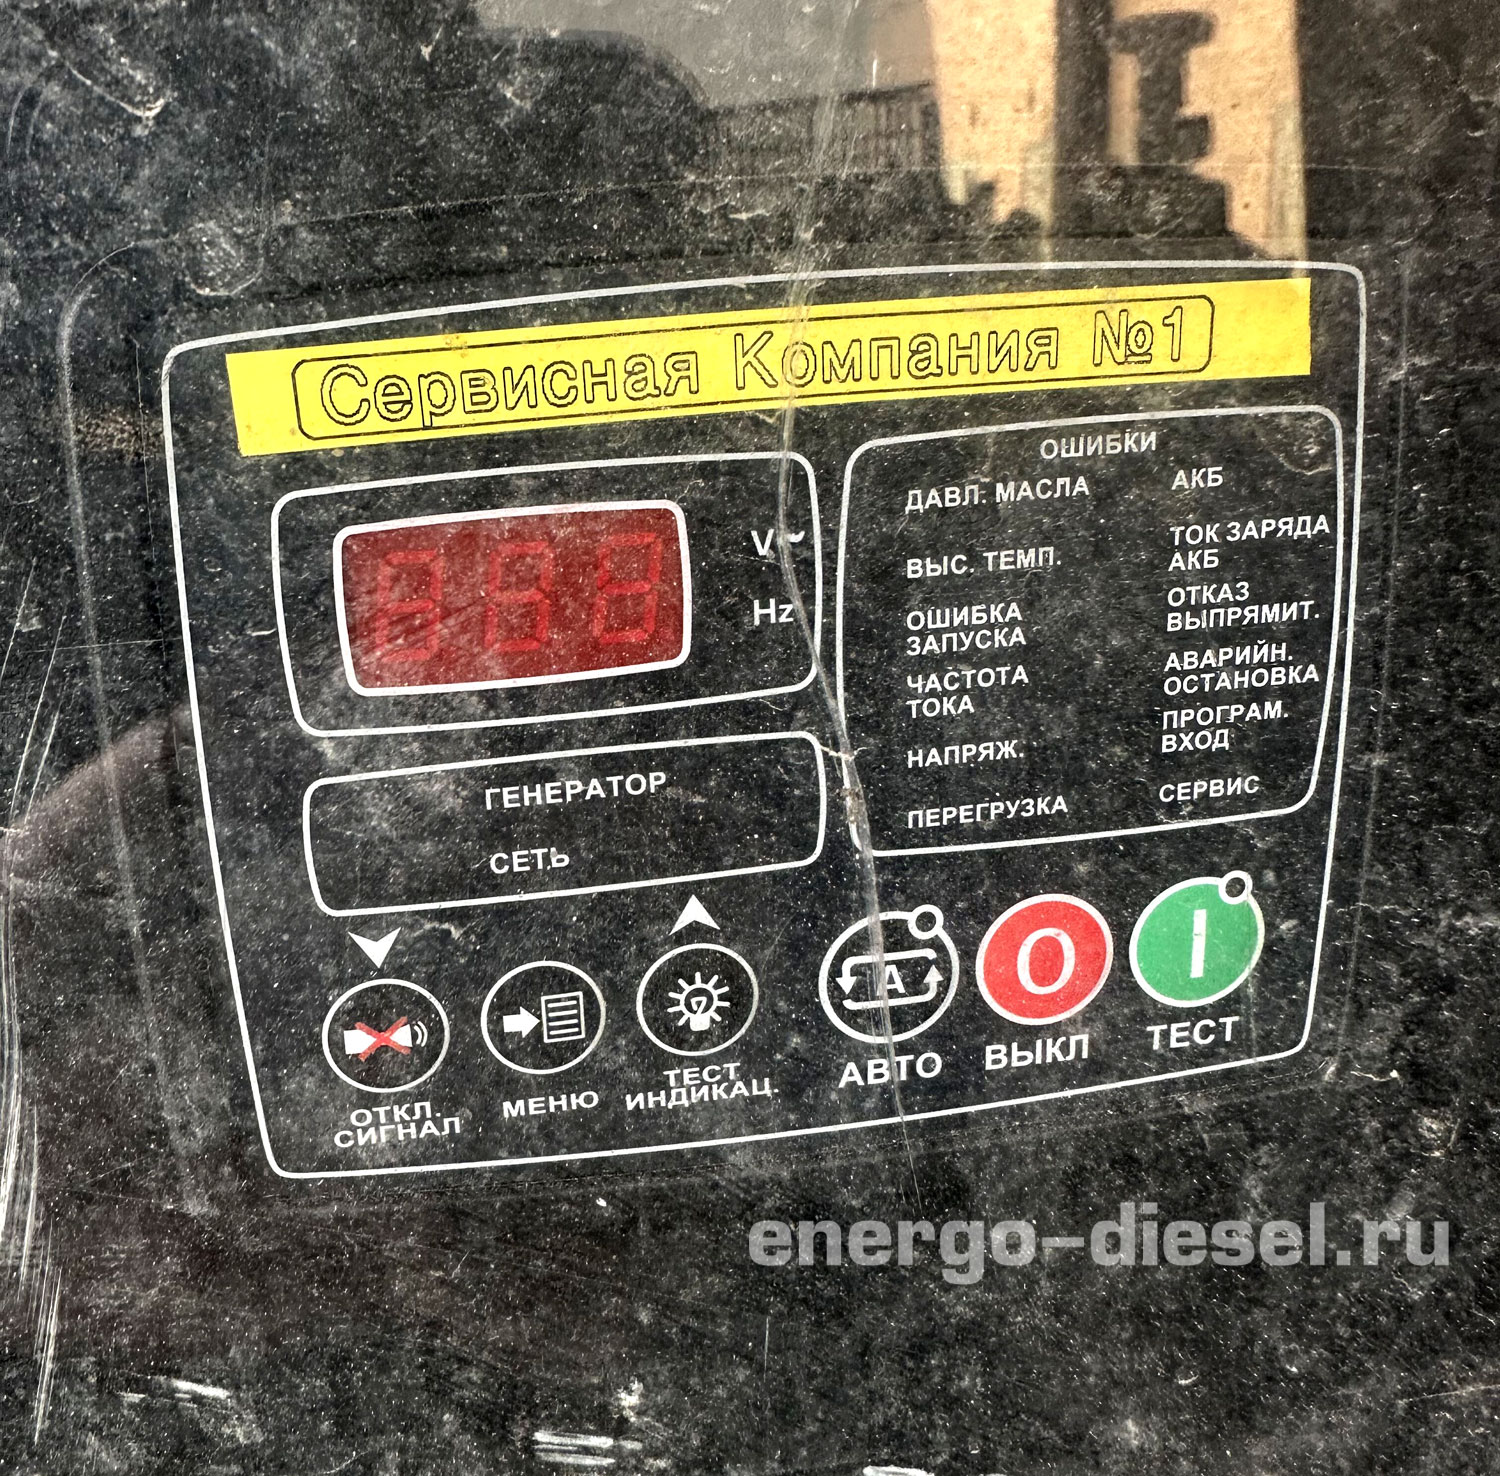 Сервисная Компания №1
V~
Hz
ГЕНЕРАТОР
СЕТЬ
ОШИБКИ
ДАВЛ. МАСЛА
ВЫС. ТЕМП.
ОШИБКА
ЗАПУСКА
ЧАСТОТА
ТОКА
НАПРЯЖ.
ПЕРЕГРУЗКА
АКБ
ТОК ЗАРЯДА
АКБ
ОТКАЗ
ВЫПРЯМИТ.
АВАРИЙН.
ОСТАНОВКА
ПРОГРАМ.
ВХОД
СЕРВИС
ОТКЛ.
СИГНАЛ
МЕНЮ
ТЕСТ
ИНДИКАЦ.
A
АВТО
O
ВЫКЛ
I
ТЕСТ
energo-diesel.ru